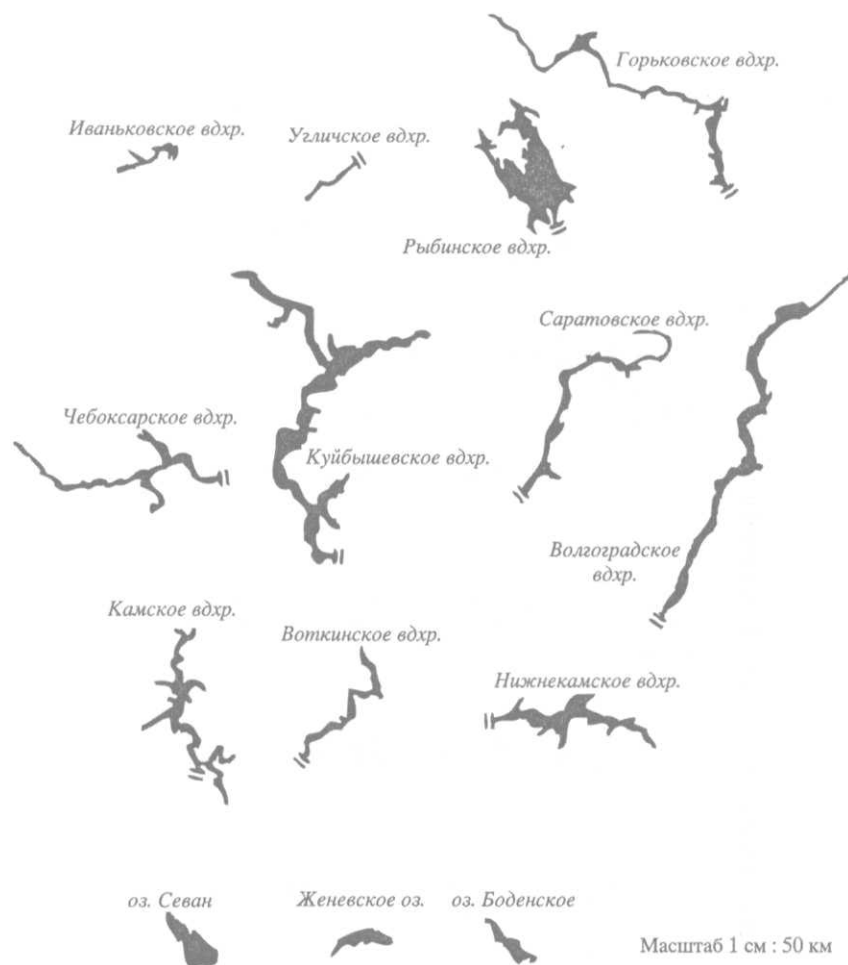 Горьковское вдхр.
Иваньковское вдхр.
Угличское вдхр.
Рыбинское вдхр.
Саратовское вдхр.
Чебоксарское вдхр.
Куйбышевское вдхр.
Волгоградское
вдхр.
Камское вдхр.
Воткинское вдхр.
Нижнекамское вдхр.
оз. Севан
Женевское оз.
оз. Боденское
Масштаб 1 см : 50 км